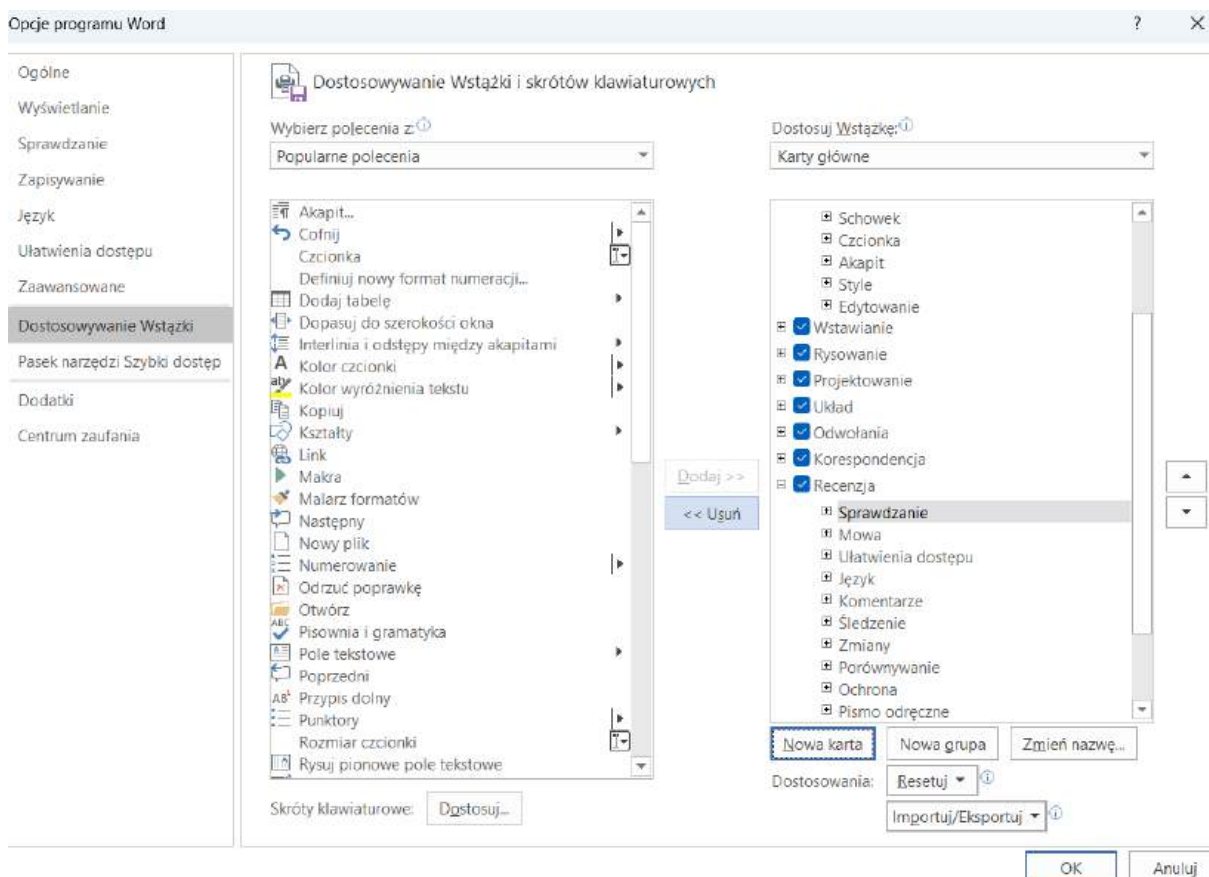 Opcje programu Word
?
Ogólne
Wyświetlanie
Sprawdzanie
Zapisywanie
Język
Ułatwienia dostępu
Zaawansowane
Dostosowywanie Wstążki
Pasek narzędzi Szybki dostęp
Dodatki
Centrum zaufania
Dostosowywanie Wstążki i skrótów klawiaturowych
Wybierz polecenia z:
Popularne polecenia
Akapit...
Cofnij
Czcionka
Definiuj nowy format numeracji...
Dodaj tabelę
Dopasuj do szerokości okna
Interlinia i odstępy między akapitami
Kolor czcionki
Kolor wyróżnienia tekstu
Kopiuj
Kształty
Link
Makra
Malarz formatów
Następny
Nowy plik
Numerowanie
Odrzuć poprawkę
Otwórz
Pisownia i gramatyka
Pole tekstowe
Poprzedni
Przypis dolny
Punktory
Rozmiar czcionki
Rysuj pionowe pole tekstowe
Skróty klawiaturowe: Dostosuj...
Dodaj >>
<< Usuń
Dostosuj Wstążkę:
Karty główne
Schowek
Czcionka
Akapit
Style
Edytowanie
Wstawianie
Rysowanie
Projektowanie
Układ
Odwołania
Korespondencja
Recenzja
Sprawdzanie
Mowa
Ułatwienia dostępu
Język
Komentarze
Śledzenie
Zmiany
Porównywanie
Ochrona
Pismo odręczne
Nowa karta Nowa grupa Zmień nazwę...
Dostosowania: Resetuj
Importuj/Eksportuj
OK Anuluj